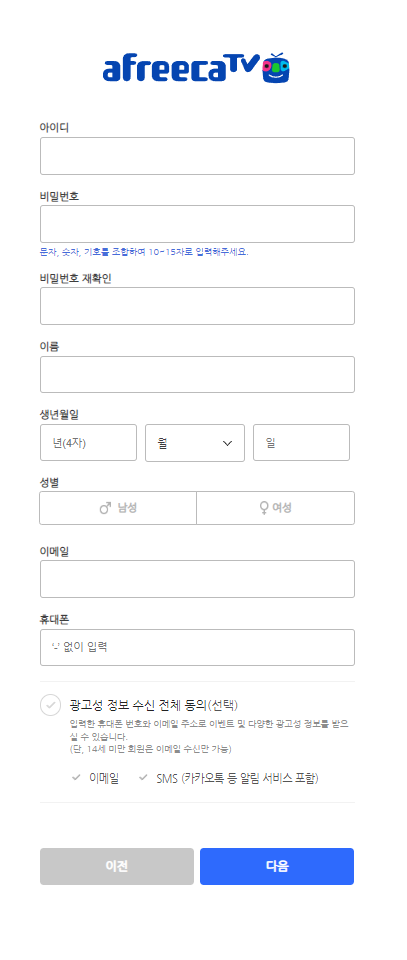 afreecaTV
아이디
비밀번호
문자, 숫자, 기호를 조합하여 10~15자로 입력해주세요.
비밀번호 재확인
이름
생년월일
년(4자) 월 일
성별
남성 여성
이메일
휴대폰
'-' 없이 입력
광고성 정보 수신 전체 동의(선택)
입력한 휴대폰 번호와 이메일 주소로 이벤트 및 다양한 광고성 정보를 받으
실 수 있습니다.
(단, 14세 미만 회원은 이메일 수신만 가능)
이메일 SMS (카카오톡 등 알림 서비스 포함)
이전 다음